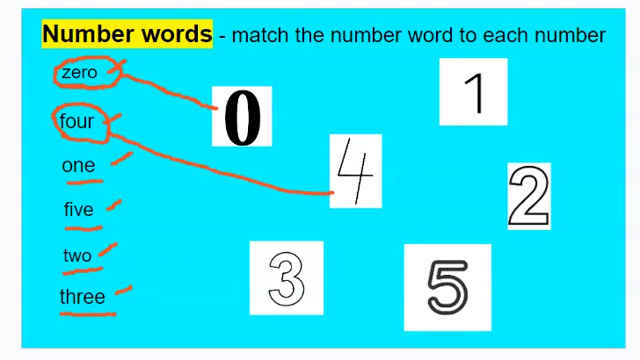 Number words - match the number word to each number
zero
four
one
five
two
three
0
1
4
2
3
5